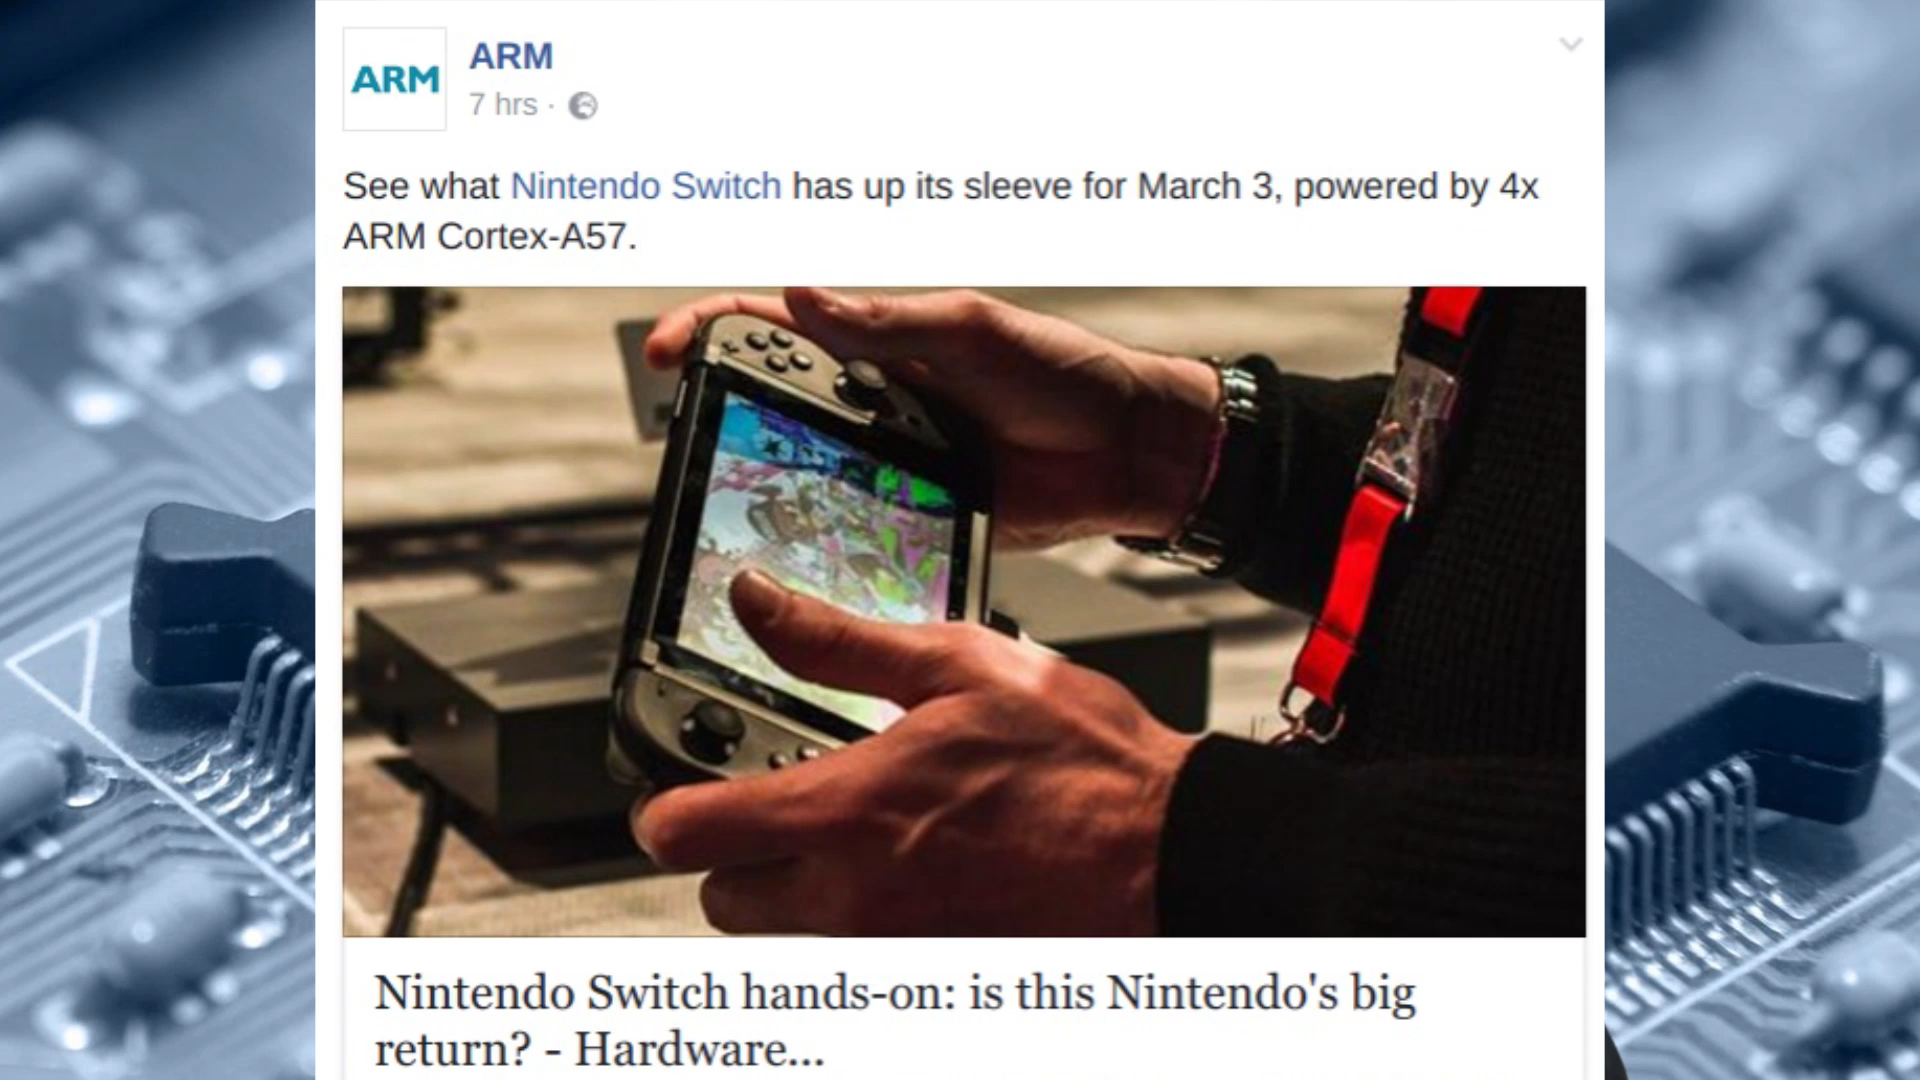 ARM
ARM
7 hrs ·
See what Nintendo Switch has up its sleeve for March 3, powered by 4x
ARM Cortex-A57.
Nintendo Switch hands-on: is this Nintendo's big
return? - Hardware...